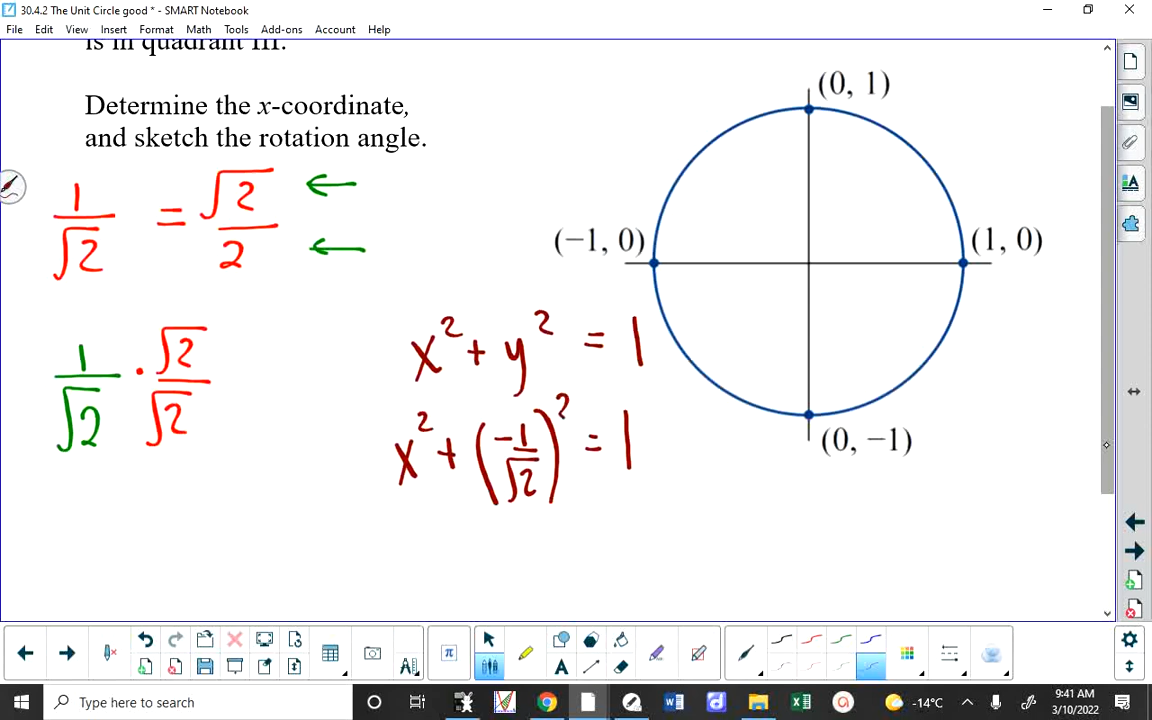 30.4.2 The Unit Circle good * - SMART Notebook
File Edit View Insert Format Math Tools Add-ons Account Help
is in quadrant III.
Determine the x-coordinate,
and sketch the rotation angle.
1/√2 = √2/2
1/√2 · √2/√2
x² + y² = 1
x² + (-1/√2)² = 1
(0, 1)
(−1, 0)
(1, 0)
(0, −1)
π
A
Type here to search
-14°C
9:41 AM
3/10/2022